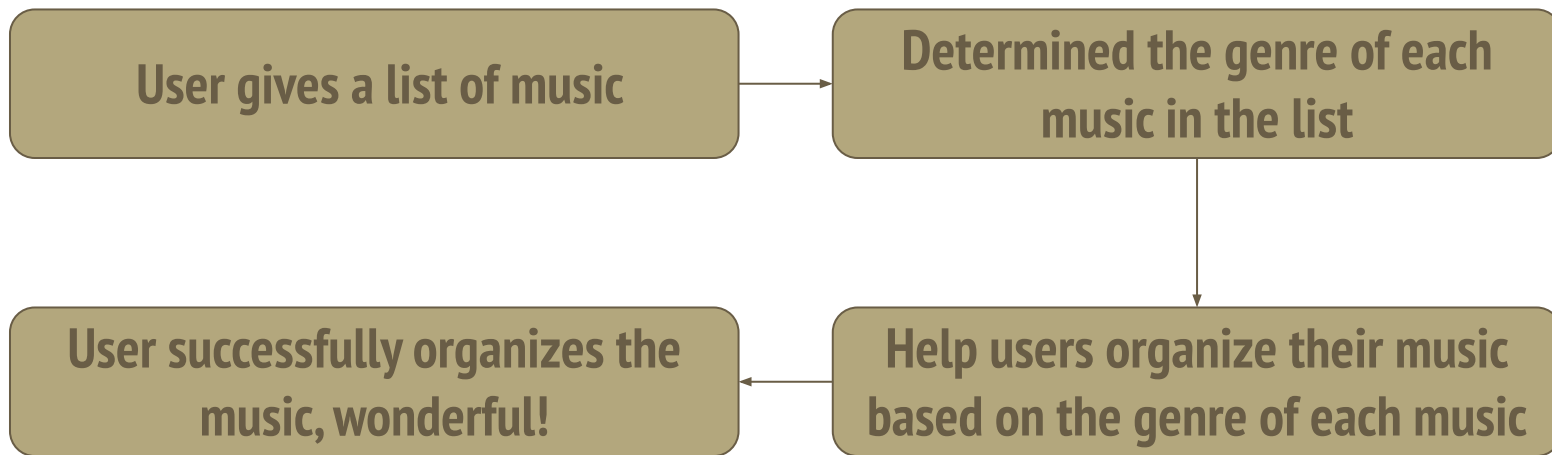 User gives a list of music
Determined the genre of each
music in the list
Help users organize their music
based on the genre of each music
User successfully organizes the
music, wonderful!